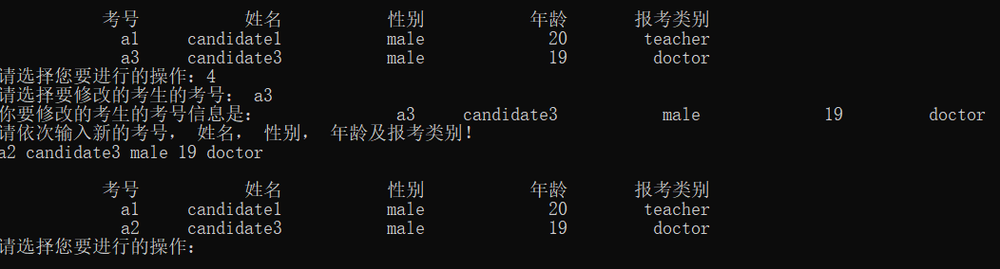 考号 姓名 性别 年龄 报考类别
a1 candidate1 male 20 teacher
a3 candidate3 male 19 doctor
请选择您要进行的操作：4
请选择要修改的考生的考号： a3
你要修改的考生的考号信息是： a3 candidate3 male 19 doctor
请依次输入新的考号， 姓名， 性别， 年龄及报考类别！
a2 candidate3 male 19 doctor
考号 姓名 性别 年龄 报考类别
a1 candidate1 male 20 teacher
a2 candidate3 male 19 doctor
请选择您要进行的操作：